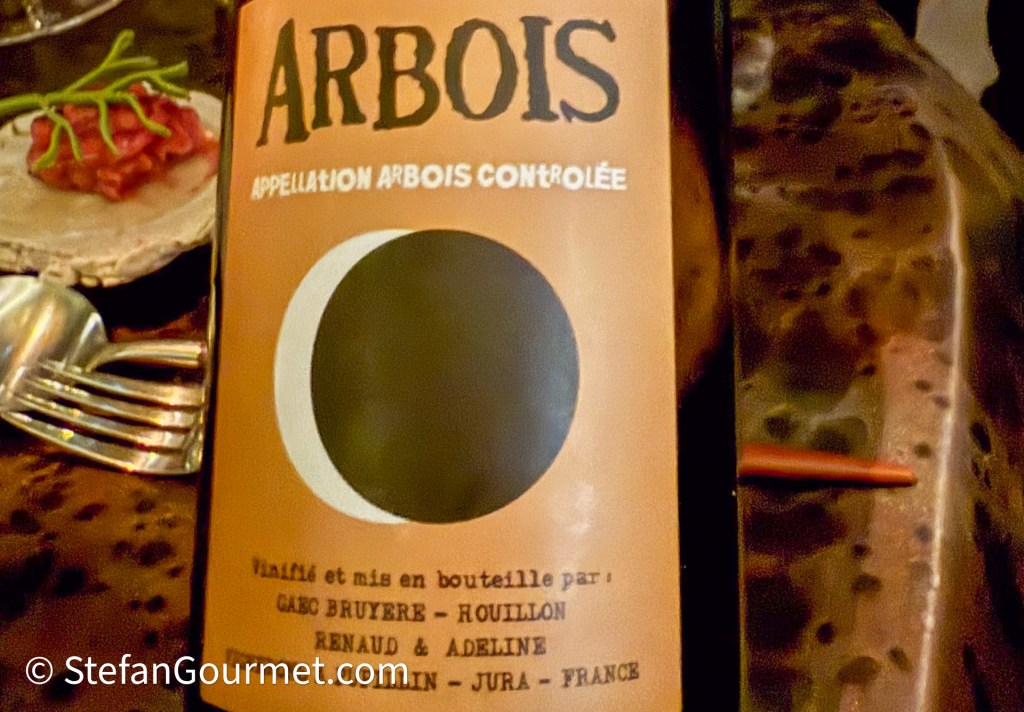 ARBOIS
APPELLATION ARBOIS CONTROLÉE
Vinifié et mis en bouteille par:
GAEC BRUYERE - HOUILLON
RENAUD & ADELINE
- JURA - FRANCE
© StefanGourmet.com